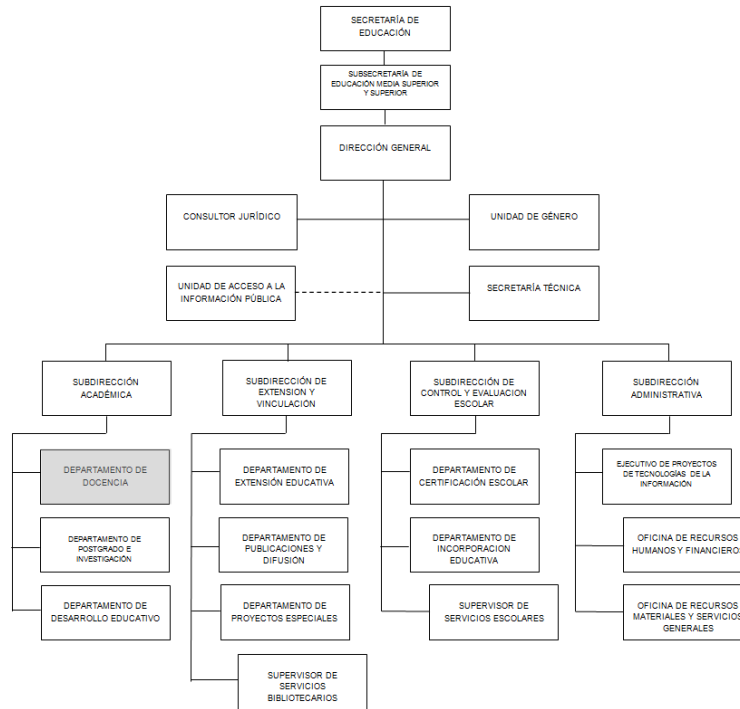 SECRETARÍA DE
EDUCACIÓN
SUBSECRETARÍA DE
EDUCACIÓN MEDIA SUPERIOR
Y SUPERIOR
DIRECCIÓN GENERAL
CONSULTOR JURÍDICO
UNIDAD DE GÉNERO
UNIDAD DE ACCESO A LA
INFORMACIÓN PÚBLICA
SECRETARÍA TÉCNICA
SUBDIRECCIÓN
ACADÉMICA
SUBDIRECCIÓN DE
EXTENSION Y
VINCULACIÓN
SUBDIRECCIÓN DE
CONTROL Y EVALUACION
ESCOLAR
SUBDIRECCIÓN
ADMINISTRATIVA
DEPARTAMENTO DE
DOCENCIA
DEPARTAMENTO DE
EXTENSIÓN EDUCATIVA
DEPARTAMENTO DE
CERTIFICACIÓN ESCOLAR
EJECUTIVO DE PROYECTOS
DE TECNOLOGÍAS DE LA
INFORMACIÓN
DEPARTAMENTO DE
POSTGRADO E
INVESTIGACIÓN
DEPARTAMENTO DE
PUBLICACIONES Y
DIFUSIÓN
DEPARTAMENTO DE
INCORPORACION
EDUCATIVA
OFICINA DE RECURSOS
HUMANOS Y FINANCIEROS
DEPARTAMENTO DE
DESARROLLO EDUCATIVO
DEPARTAMENTO DE
PROYECTOS ESPECIALES
SUPERVISOR DE
SERVICIOS ESCOLARES
OFICINA DE RECURSOS
MATERIALES Y SERVICIOS
GENERALES
SUPERVISOR DE
SERVICIOS
BIBLIOTECARIOS